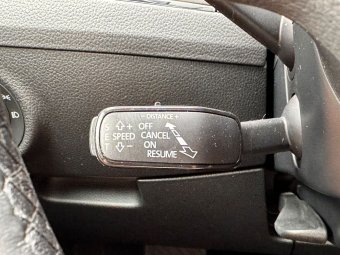 - DISTANCE +
S ⇧ + OFF
E SPEED CANCEL
T ⇩ - ON
RESUME